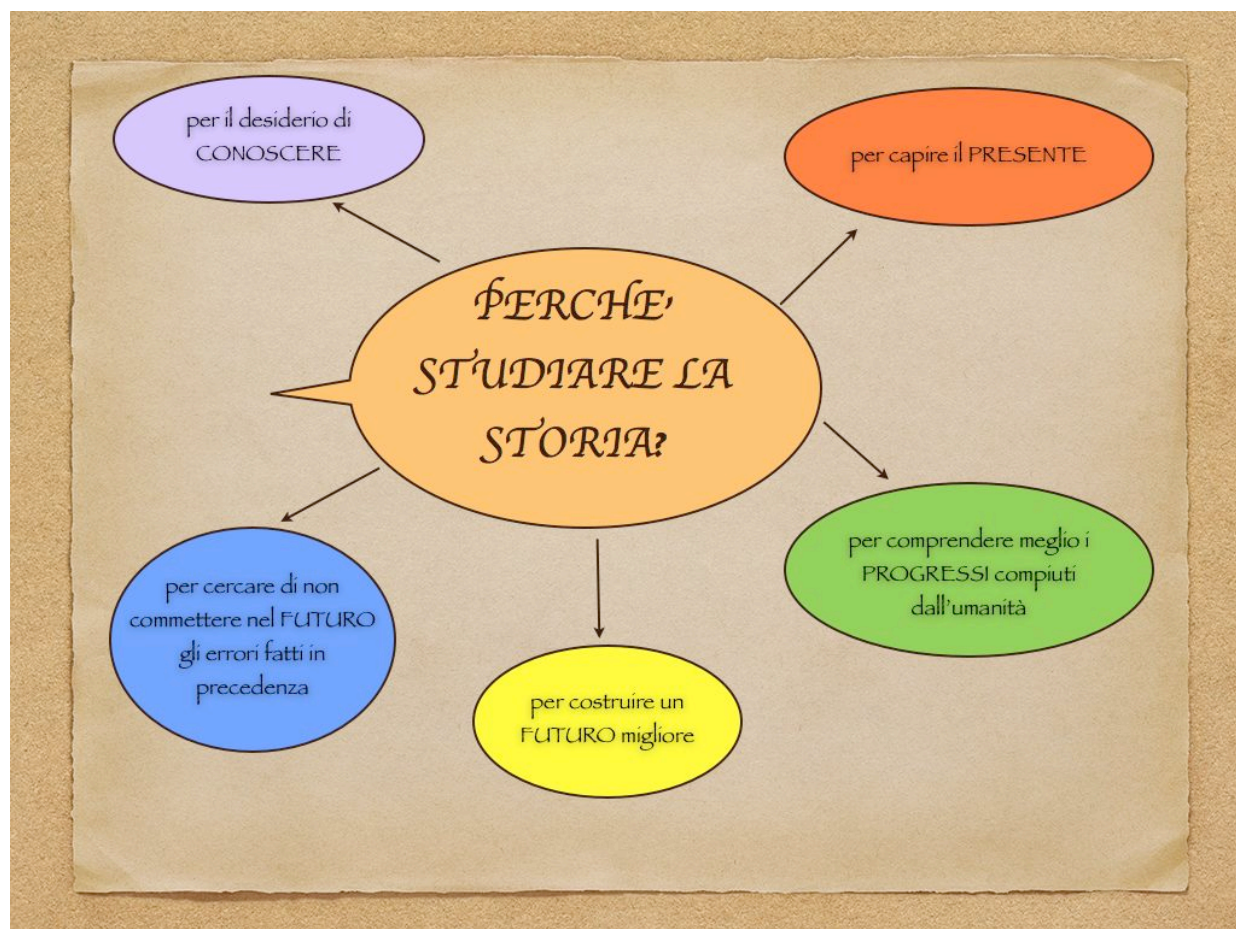 per il desiderio di
CONOSCERE
per capire il PRESENTE
PERCHE'
STUDIARE LA
STORIA?
per comprendere meglio i
PROGRESSI compiuti
dall'umanità
per cercare di non
commettere nel FUTURO
gli errori fatti in
precedenza
per costruire un
FUTURO migliore